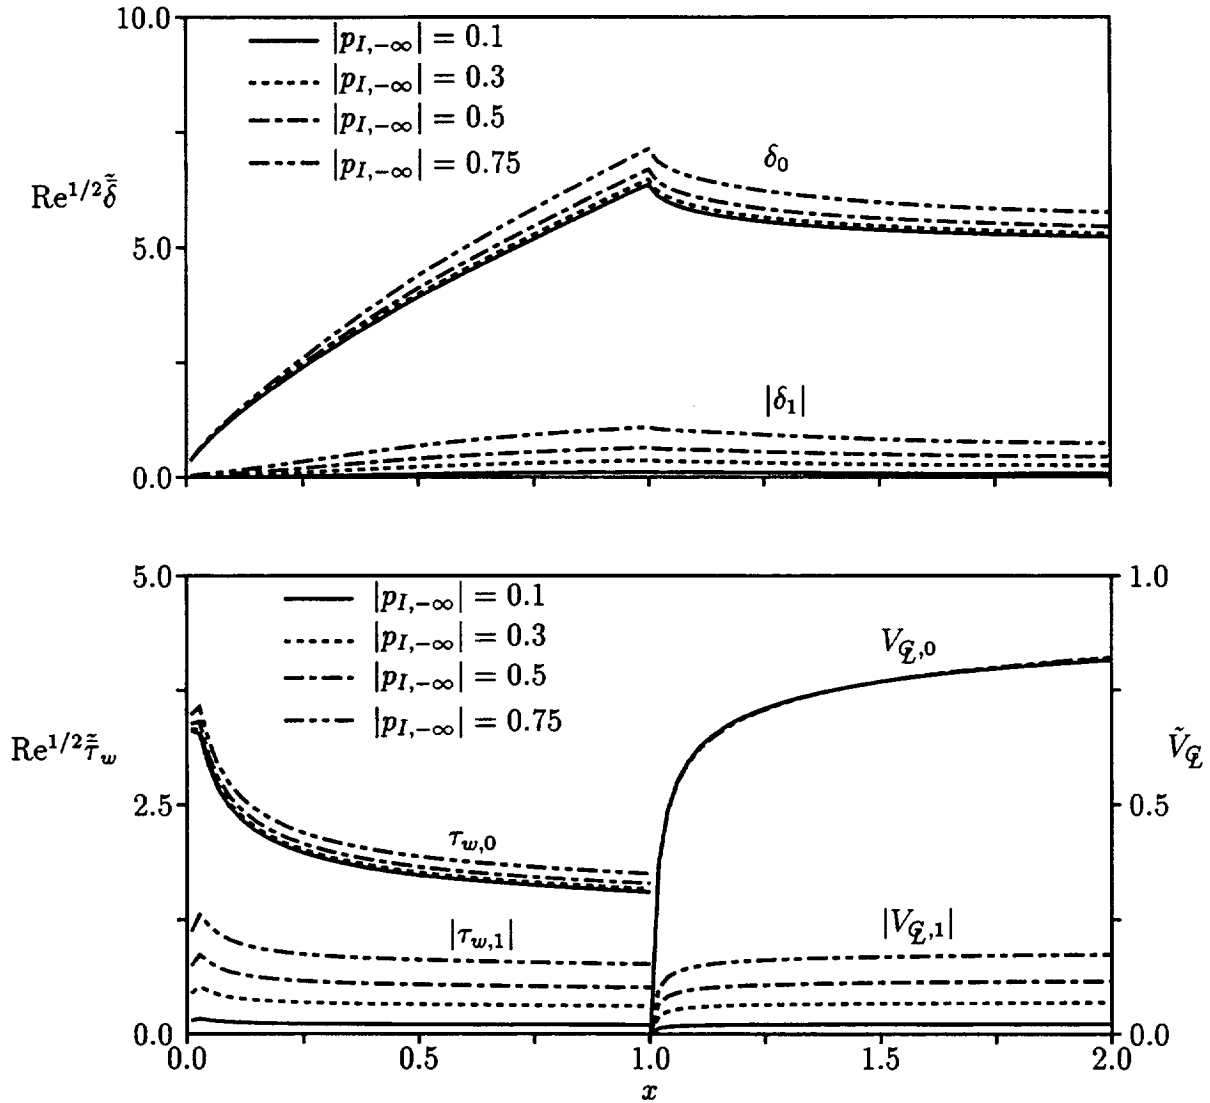 10.0
|p_{I,−∞}| = 0.1
|p_{I,−∞}| = 0.3
|p_{I,−∞}| = 0.5
|p_{I,−∞}| = 0.75
δ₀
Re^{1/2} δ̃̄
5.0
|δ₁|
0.0
5.0
1.0
|p_{I,−∞}| = 0.1
|p_{I,−∞}| = 0.3
|p_{I,−∞}| = 0.5
|p_{I,−∞}| = 0.75
V_{℄,0}
Re^{1/2} τ̃̄_w
Ṽ_℄
2.5
0.5
τ_{w,0}
|τ_{w,1}|
|V_{℄,1}|
0.0
0.0
0.0 0.5 1.0 1.5 2.0
x